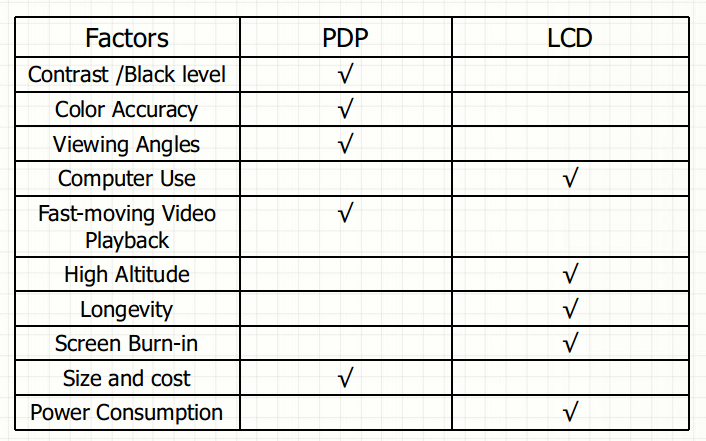 Factors PDP LCD
Contrast /Black level √
Color Accuracy √
Viewing Angles √
Computer Use √
Fast-moving Video √
Playback
High Altitude √
Longevity √
Screen Burn-in √
Size and cost √
Power Consumption √